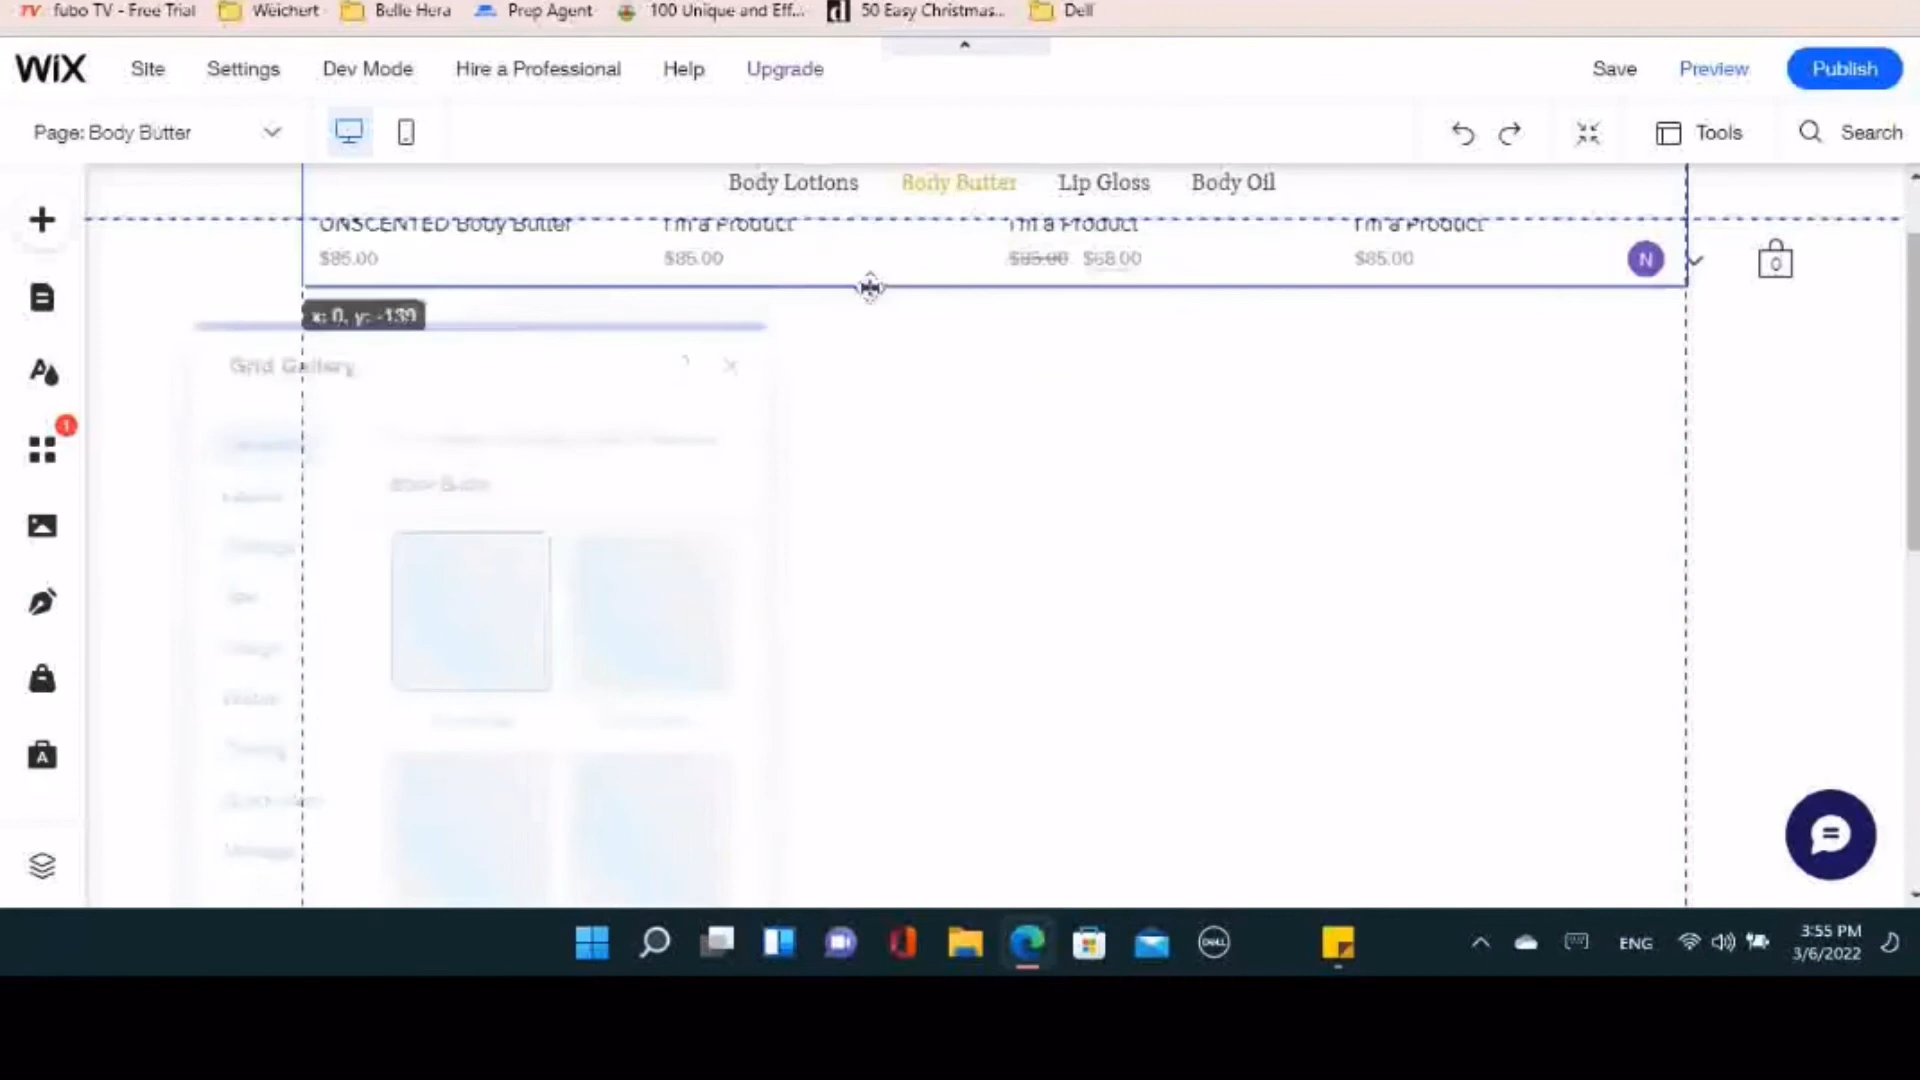 fubo TV - Free Trial Weichert Belle Hera Prep Agent 100 Unique and Eff... 50 Easy Christmas... Dell
WiX Site Settings Dev Mode Hire a Professional Help Upgrade Save Preview Publish
Page: Body Butter Tools Search
Body Lotions Body Butter Lip Gloss Body Oil
UNSCENTED Body Butter I'm a Product I'm a Product I'm a Product
$85.00 $85.00 $85.00 $68.00 $85.00 N 0
x: 0, y: -139
Grid Gallery
1
A
DELL
ENG
3:55 PM
3/6/2022